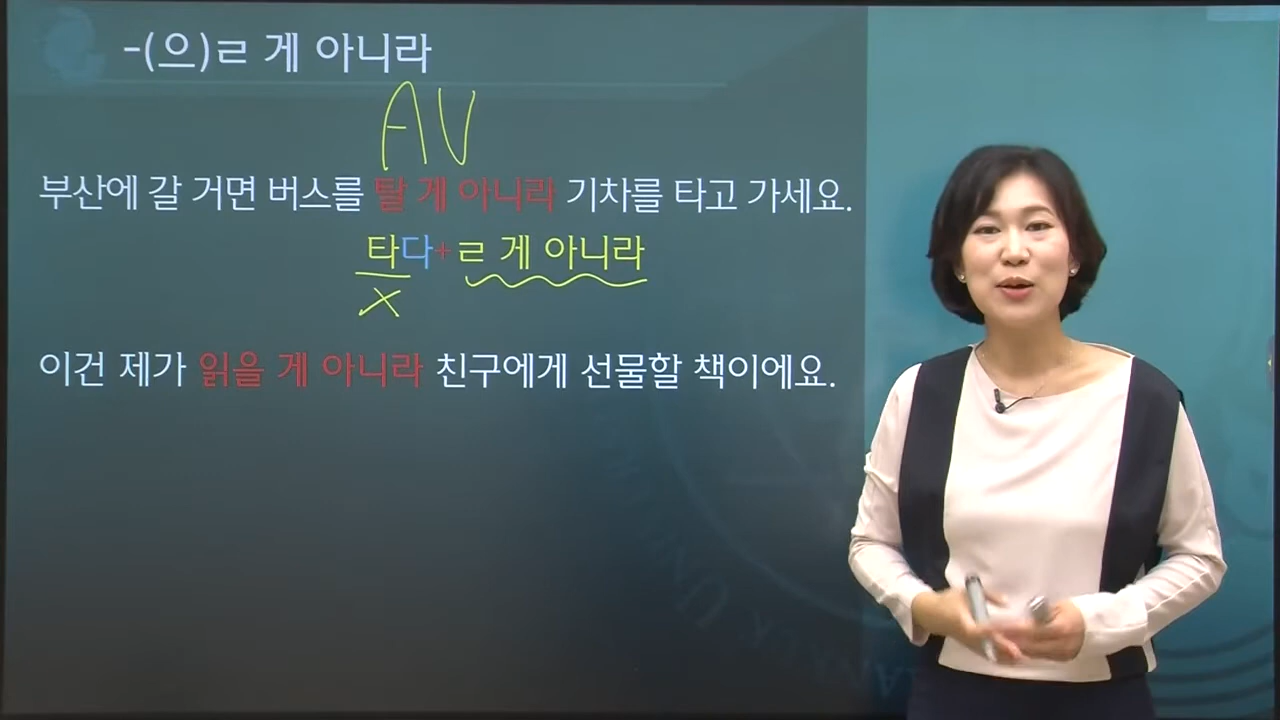 -(으)ㄹ 게 아니라
AV
부산에 갈 거면 버스를 탈 게 아니라 기차를 타고 가세요.
타다+ㄹ 게 아니라
X
이건 제가 읽을 게 아니라 친구에게 선물할 책이에요.